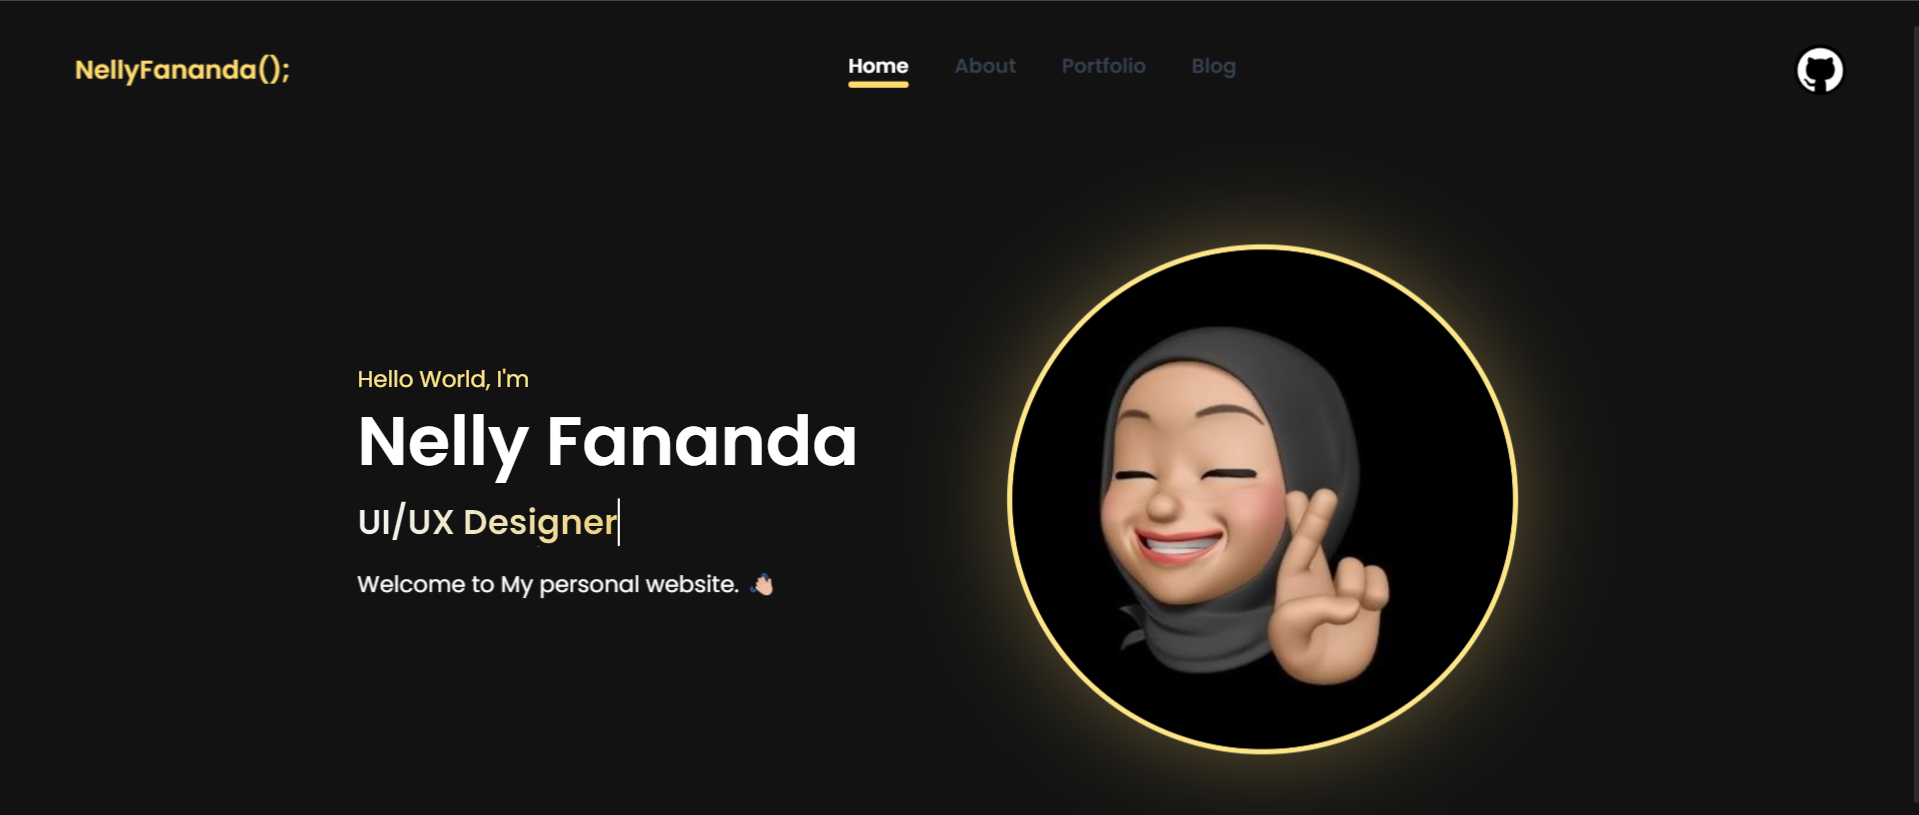 NellyFananda();
Home About Portfolio Blog
Hello World, I'm
Nelly Fananda
UI/UX Designer
Welcome to My personal website. 👋🏻